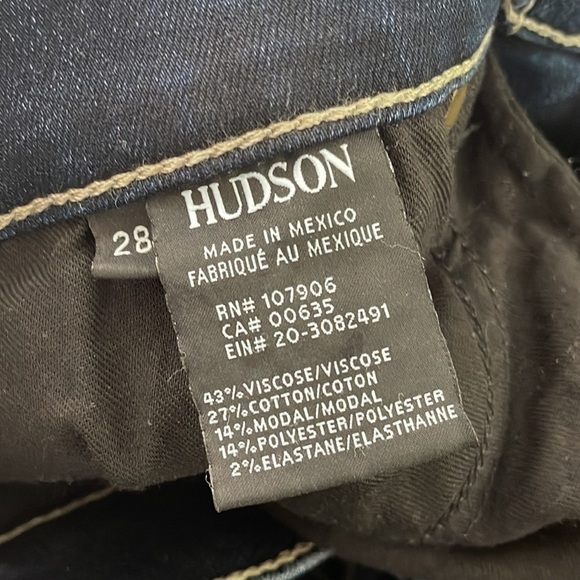 HUDSON
28
MADE IN MEXICO
FABRIQUÉ AU MEXIQUE
RN# 107906
CA# 00635
EIN# 20-3082491
43%VISCOSE/VISCOSE
27%COTTON/COTON
14%MODAL/MODAL
14%POLYESTER/POLYESTER
2%ELASTANE/ELASTHANNE